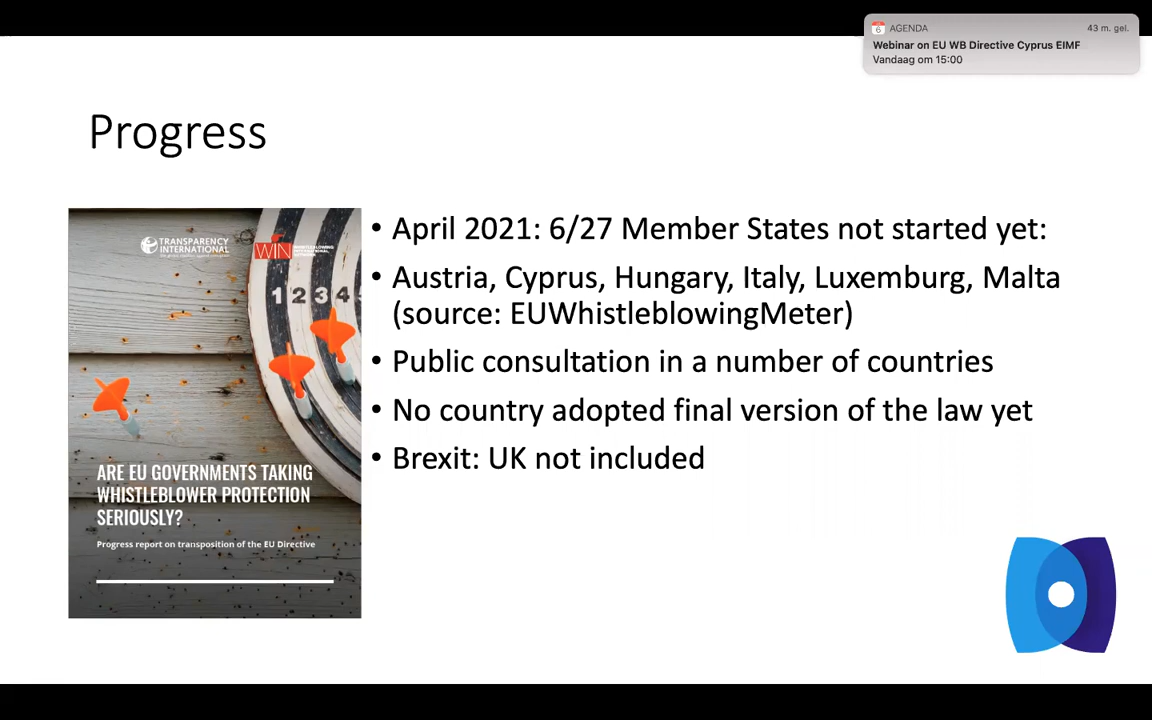 AGENDA
43 m. gel.
Webinar on EU WB Directive Cyprus EIMF
Vandaag om 15:00
6
Progress
TRANSPARENCY
INTERNATIONAL
WIN
1 2 3 4
ARE EU GOVERNMENTS TAKING
WHISTLEBLOWER PROTECTION
SERIOUSLY?
Progress report on transposition of the EU Directive
• April 2021: 6/27 Member States not started yet:
• Austria, Cyprus, Hungary, Italy, Luxemburg, Malta
(source: EUWhistleblowingMeter)
• Public consultation in a number of countries
• No country adopted final version of the law yet
• Brexit: UK not included